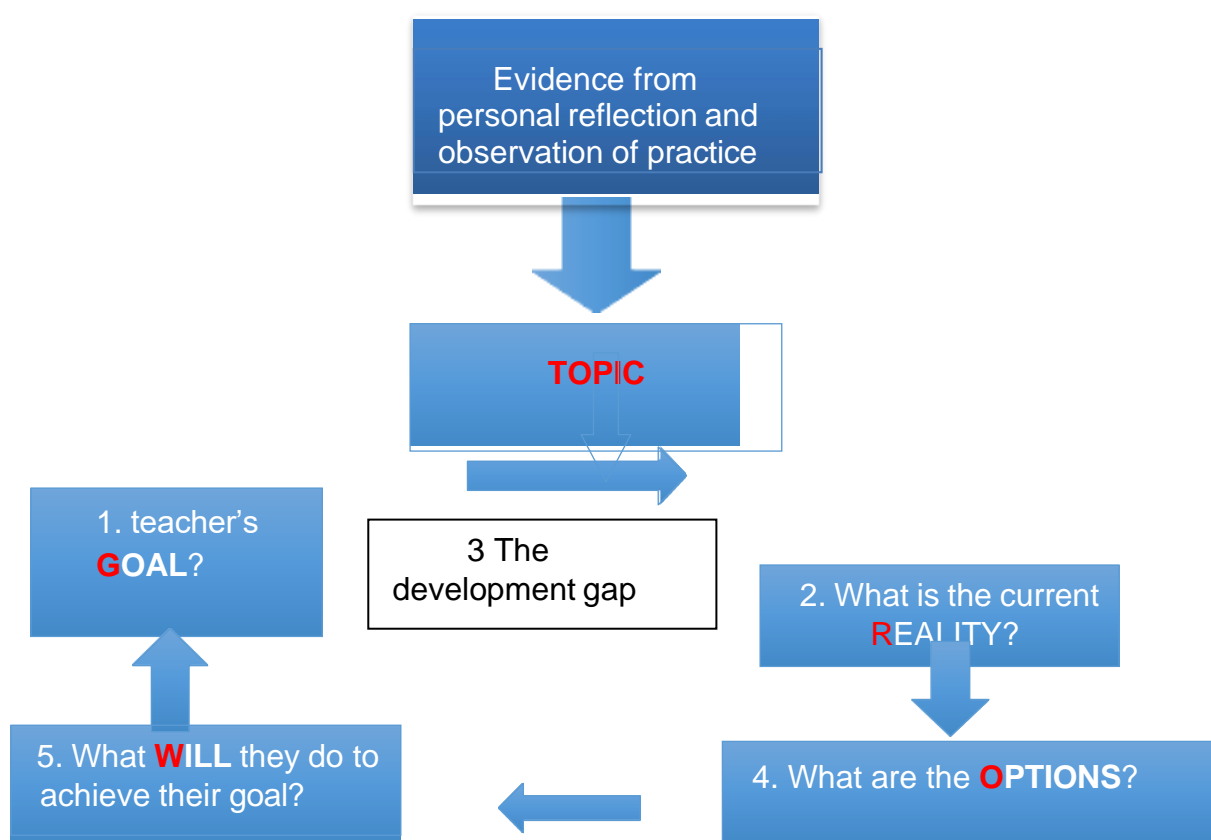 Evidence from
personal reflection and
observation of practice
TOPIC
1. teacher’s
GOAL?
3 The
development gap
2. What is the current
REALITY?
5. What WILL they do to
achieve their goal?
4. What are the OPTIONS?